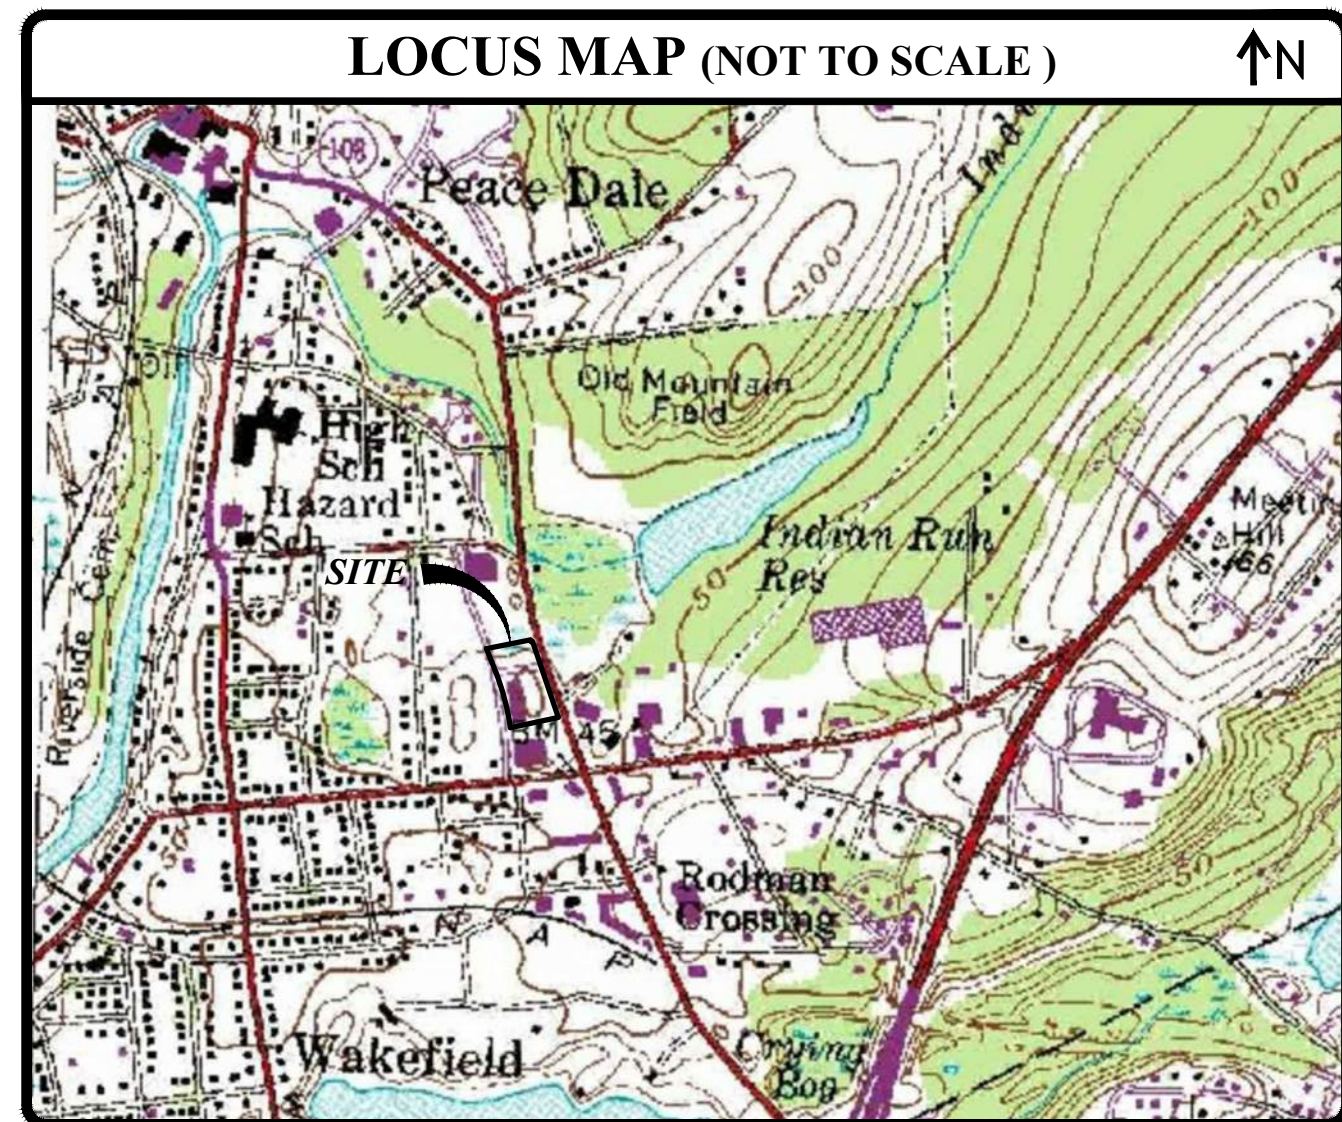 LOCUS MAP (NOT TO SCALE )
N
108
Peace Dale
100
100
Old Mountain
Field
High
Sch
Hazard
Sch
SITE
Indian Run
Res
50
Hill
166
Riverside
Cem
BM 45
50
Rodman
Crossing
50
N
A
P
Wakefield
Crying
Bog